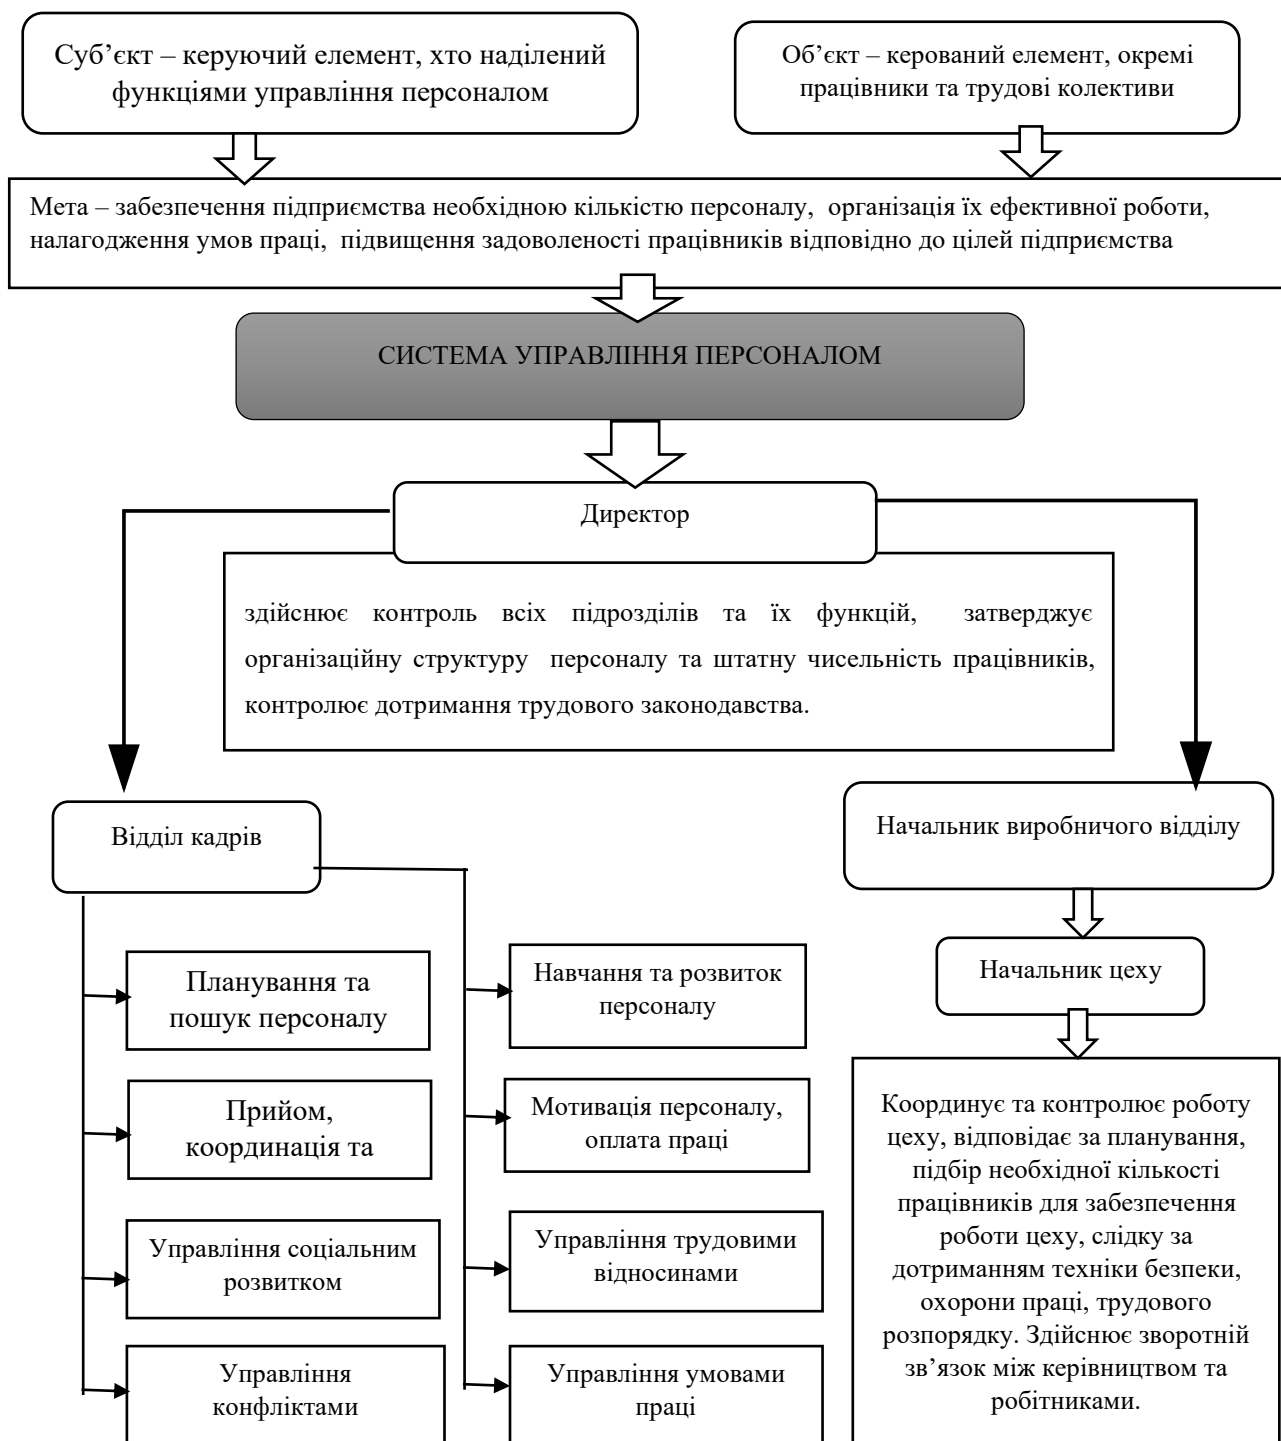 Суб’єкт – керуючий елемент, хто наділений
функціями управління персоналом
Об’єкт – керований елемент, окремі
працівники та трудові колективи
Мета – забезпечення підприємства необхідною кількістю персоналу, організація їх ефективної роботи,
налагодження умов праці, підвищення задоволеності працівників відповідно до цілей підприємства
СИСТЕМА УПРАВЛІННЯ ПЕРСОНАЛОМ
Директор
здійснює контроль всіх підрозділів та їх функцій, затверджує
організаційну структуру персоналу та штатну чисельність працівників,
контролює дотримання трудового законодавства.
Відділ кадрів
Планування та
пошук персоналу
Прийом,
координація та
Управління соціальним
розвитком
Управління
конфліктами
Навчання та розвиток
персоналу
Мотивація персоналу,
оплата праці
Управління трудовими
відносинами
Управління умовами
праці
Начальник виробничого відділу
Начальник цеху
Координує та контролює роботу
цеху, відповідає за планування,
підбір необхідної кількості
працівників для забезпечення
роботи цеху, слідку за
дотриманням техніки безпеки,
охорони праці, трудового
розпорядку. Здійснює зворотній
зв’язок між керівництвом та
робітниками.